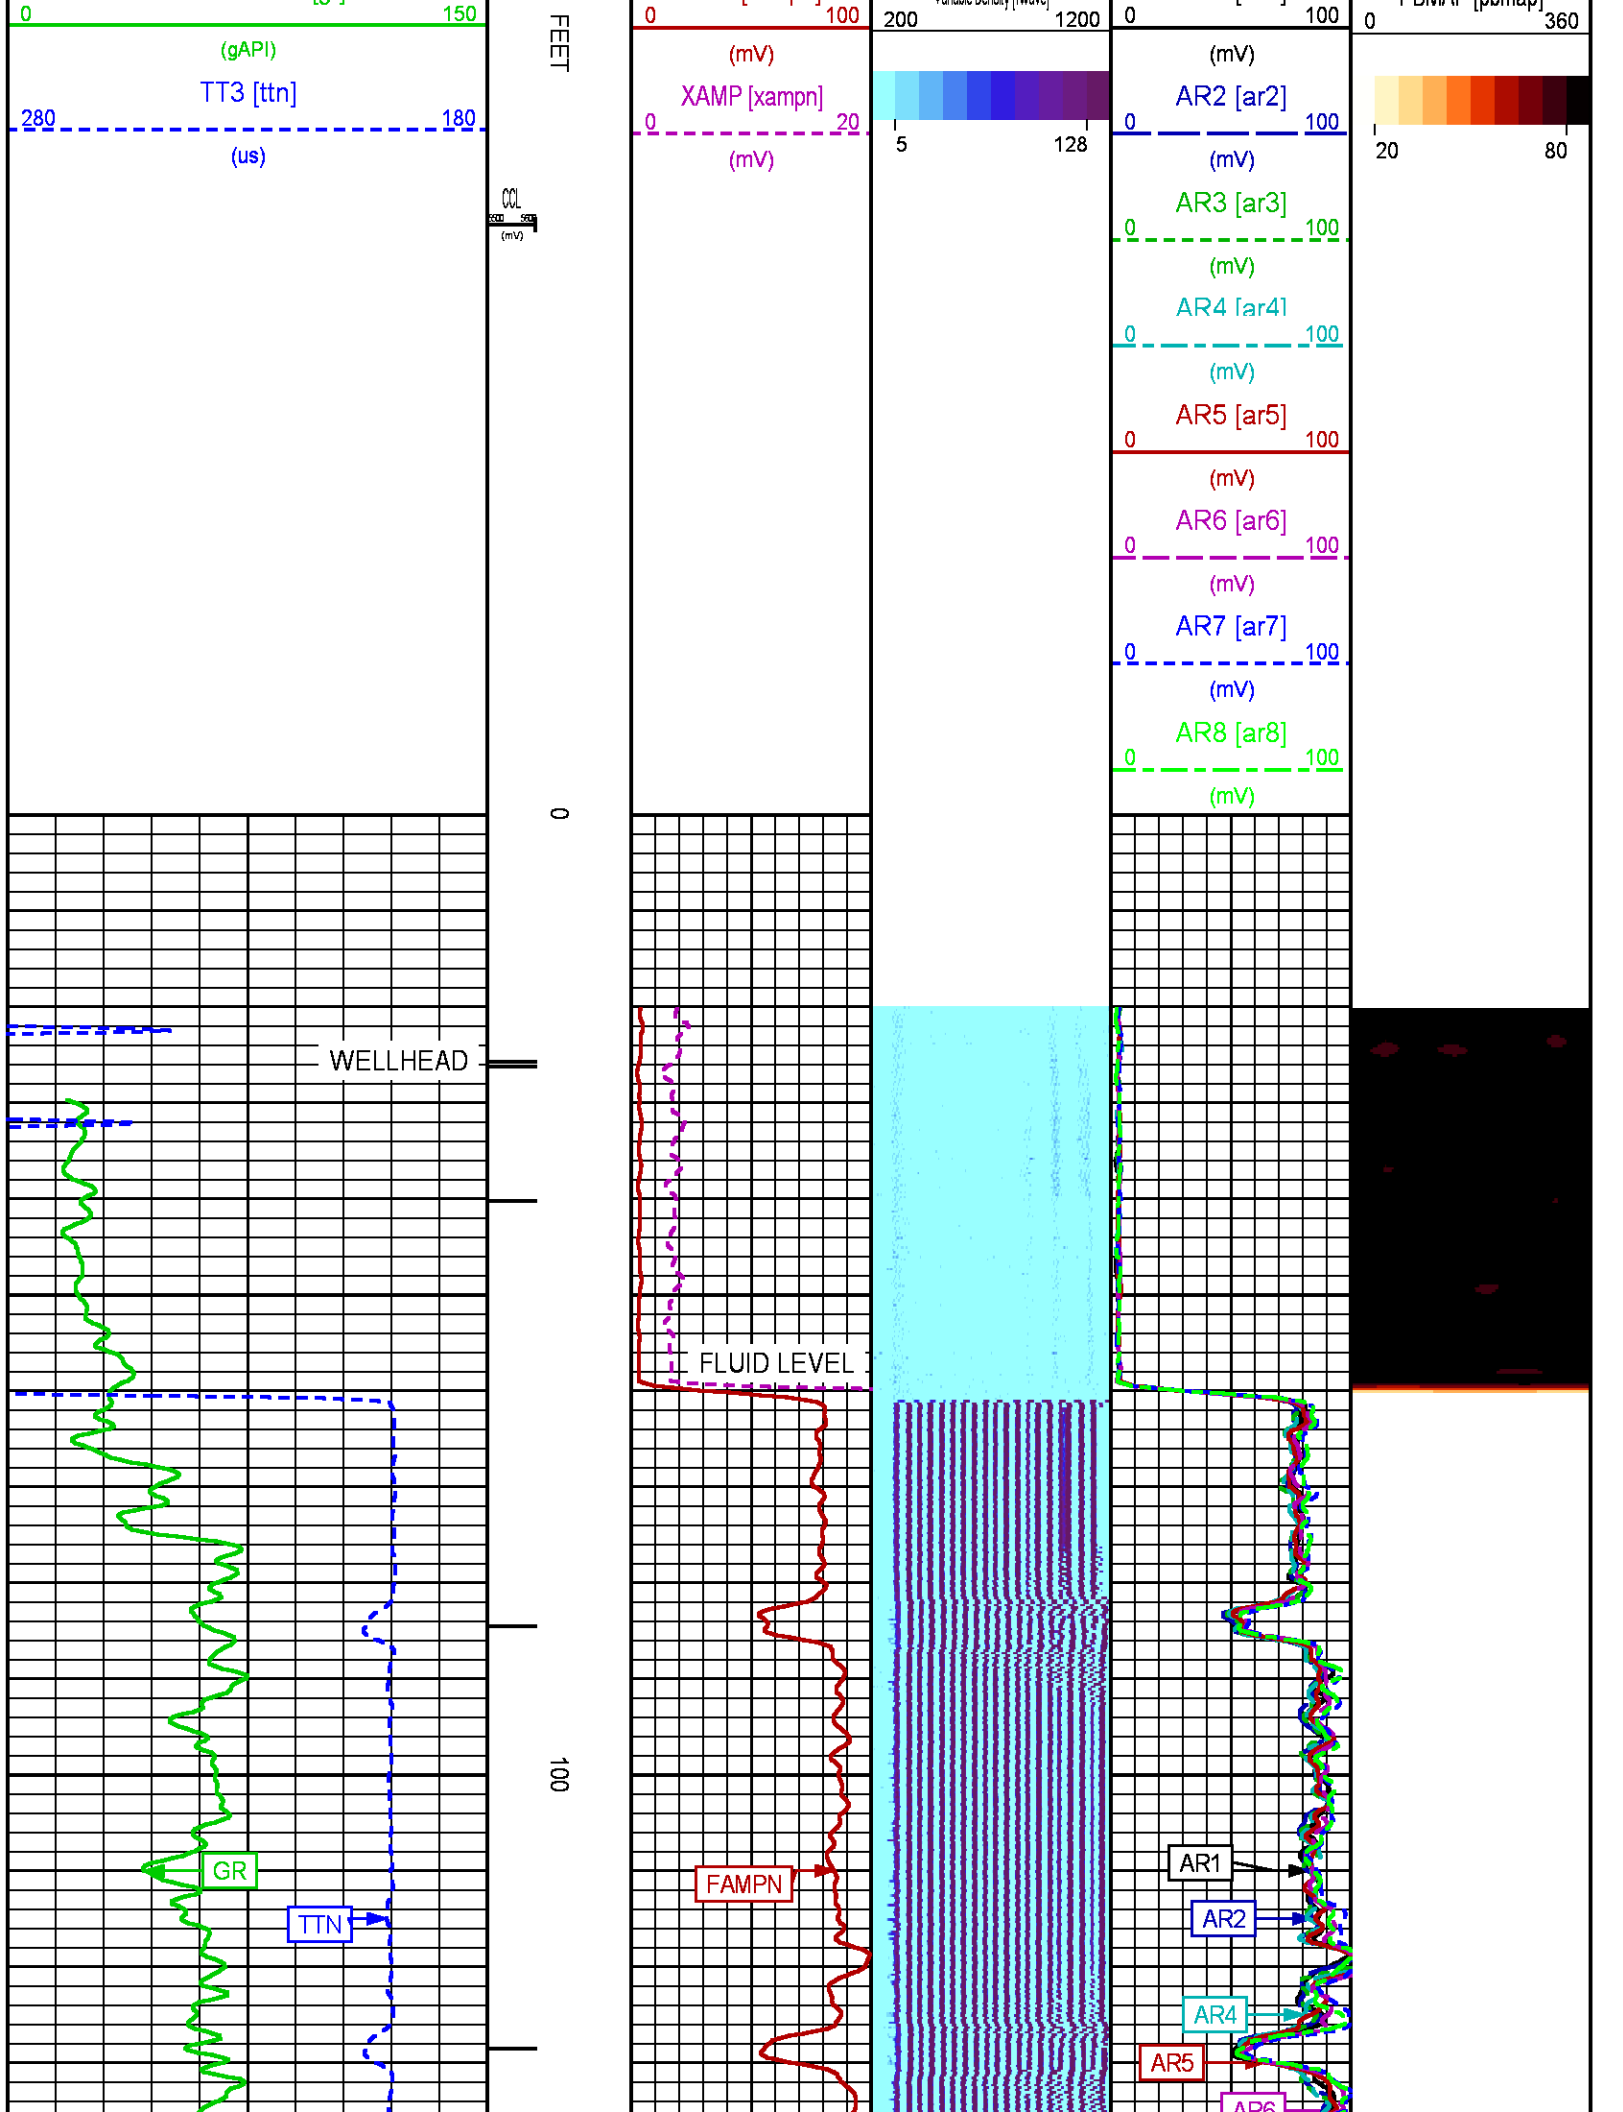 0 150
(gAPI)
TT3 [ttn]
280 180
(us)
FEET
CCL
(mV)
0 100
(mV)
XAMP [xampn]
0 20
(mV)
200 1200
5 128
0 100
(mV)
AR2 [ar2]
0 100
(mV)
AR3 [ar3]
0 100
(mV)
AR4 [ar4]
0 100
(mV)
AR5 [ar5]
0 100
(mV)
AR6 [ar6]
0 100
(mV)
AR7 [ar7]
0 100
(mV)
AR8 [ar8]
0 100
(mV)
0 360
20 80
0
WELLHEAD
FLUID LEVEL
100
GR
TTN
FAMPN
AR1
AR2
AR4
AR5
AR6